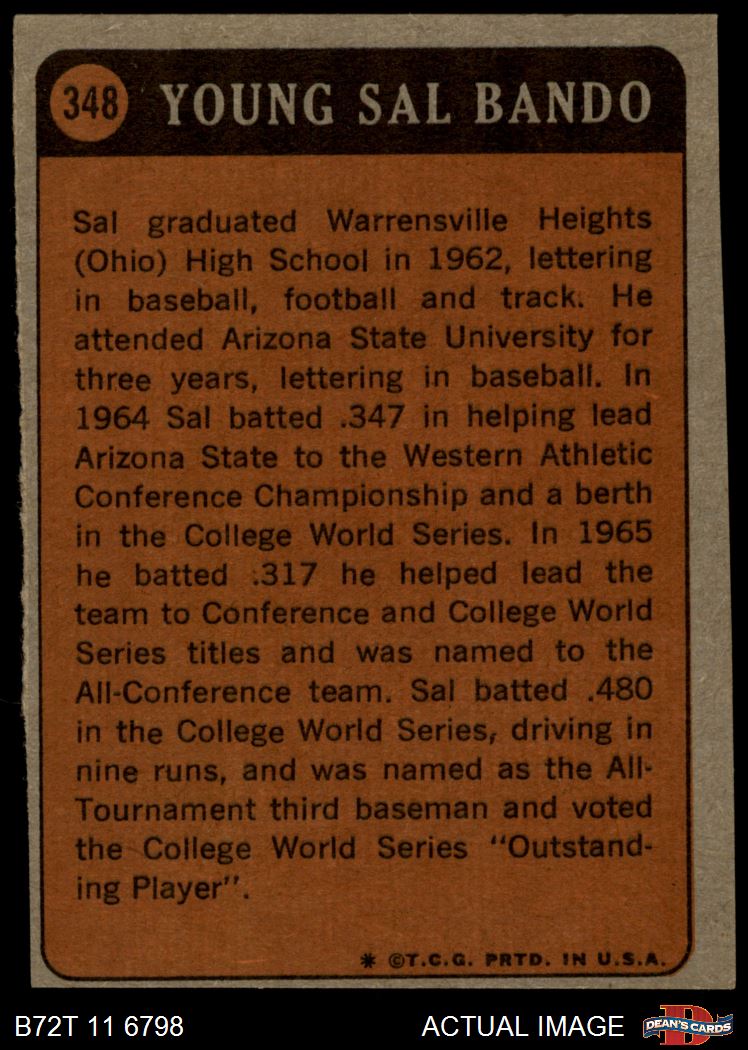 348 YOUNG SAL BANDO
Sal graduated Warrensville Heights
(Ohio) High School in 1962, lettering
in baseball, football and track. He
attended Arizona State University for
three years, lettering in baseball. In
1964 Sal batted .347 in helping lead
Arizona State to the Western Athletic
Conference Championship and a berth
in the College World Series. In 1965
he batted .317 he helped lead the
team to Conference and College World
Series titles and was named to the
All-Conference team. Sal batted .480
in the College World Series, driving in
nine runs, and was named as the All-
Tournament third baseman and voted
the College World Series "Outstand-
ing Player".
* ©T.C.G. PRTD. IN U.S.A.
B72T 11 6798 ACTUAL IMAGE D DEAN'S CARDS